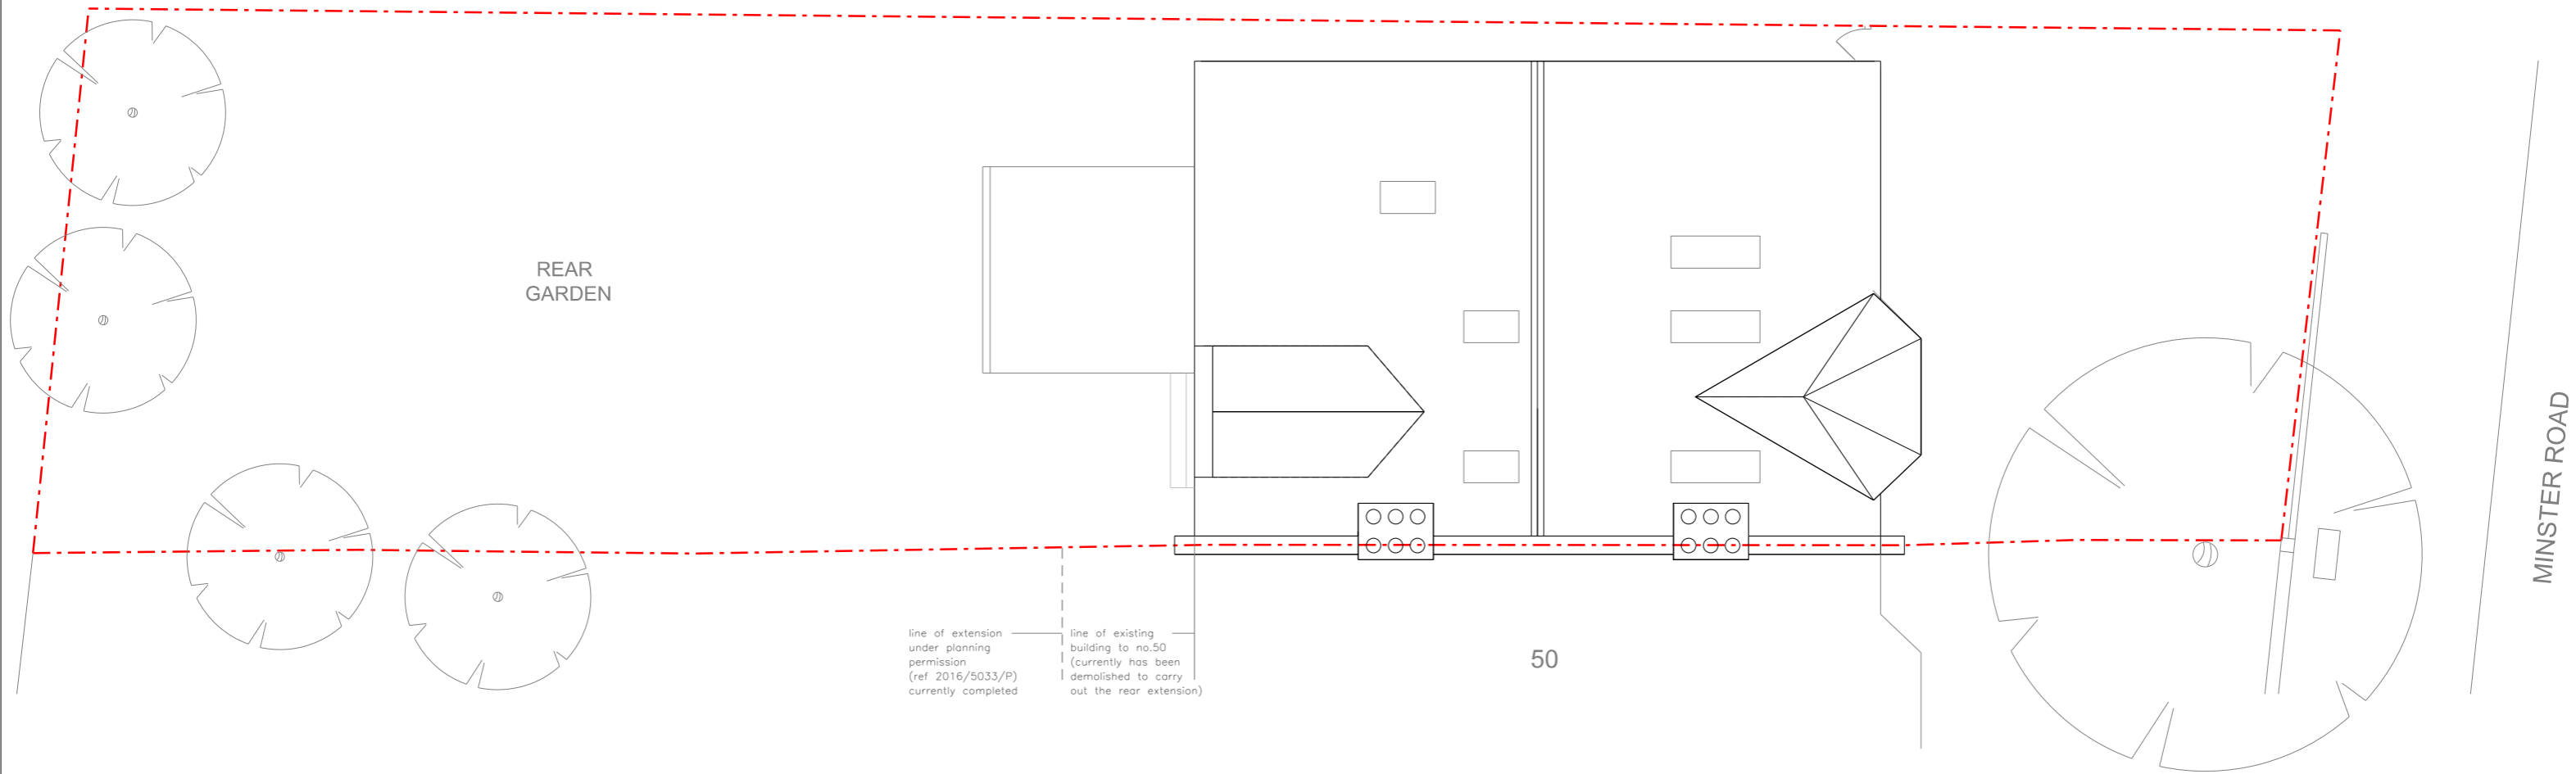 REAR
GARDEN
line of extension
under planning
permission
(ref 2016/5033/P)
currently completed
line of existing
building to no.50
(currently has been
demolished to carry
out the rear extension)
50
MINSTER ROAD